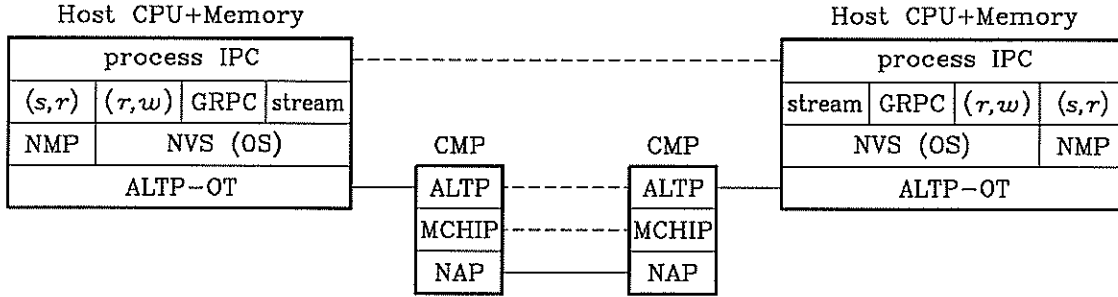 Host CPU+Memory
Host CPU+Memory
process IPC
process IPC
(s,r) (r,w) GRPC stream
stream GRPC (r,w) (s,r)
NMP NVS (OS)
CMP
CMP
NVS (OS) NMP
ALTP-OT
ALTP
ALTP
ALTP-OT
MCHIP
MCHIP
NAP
NAP